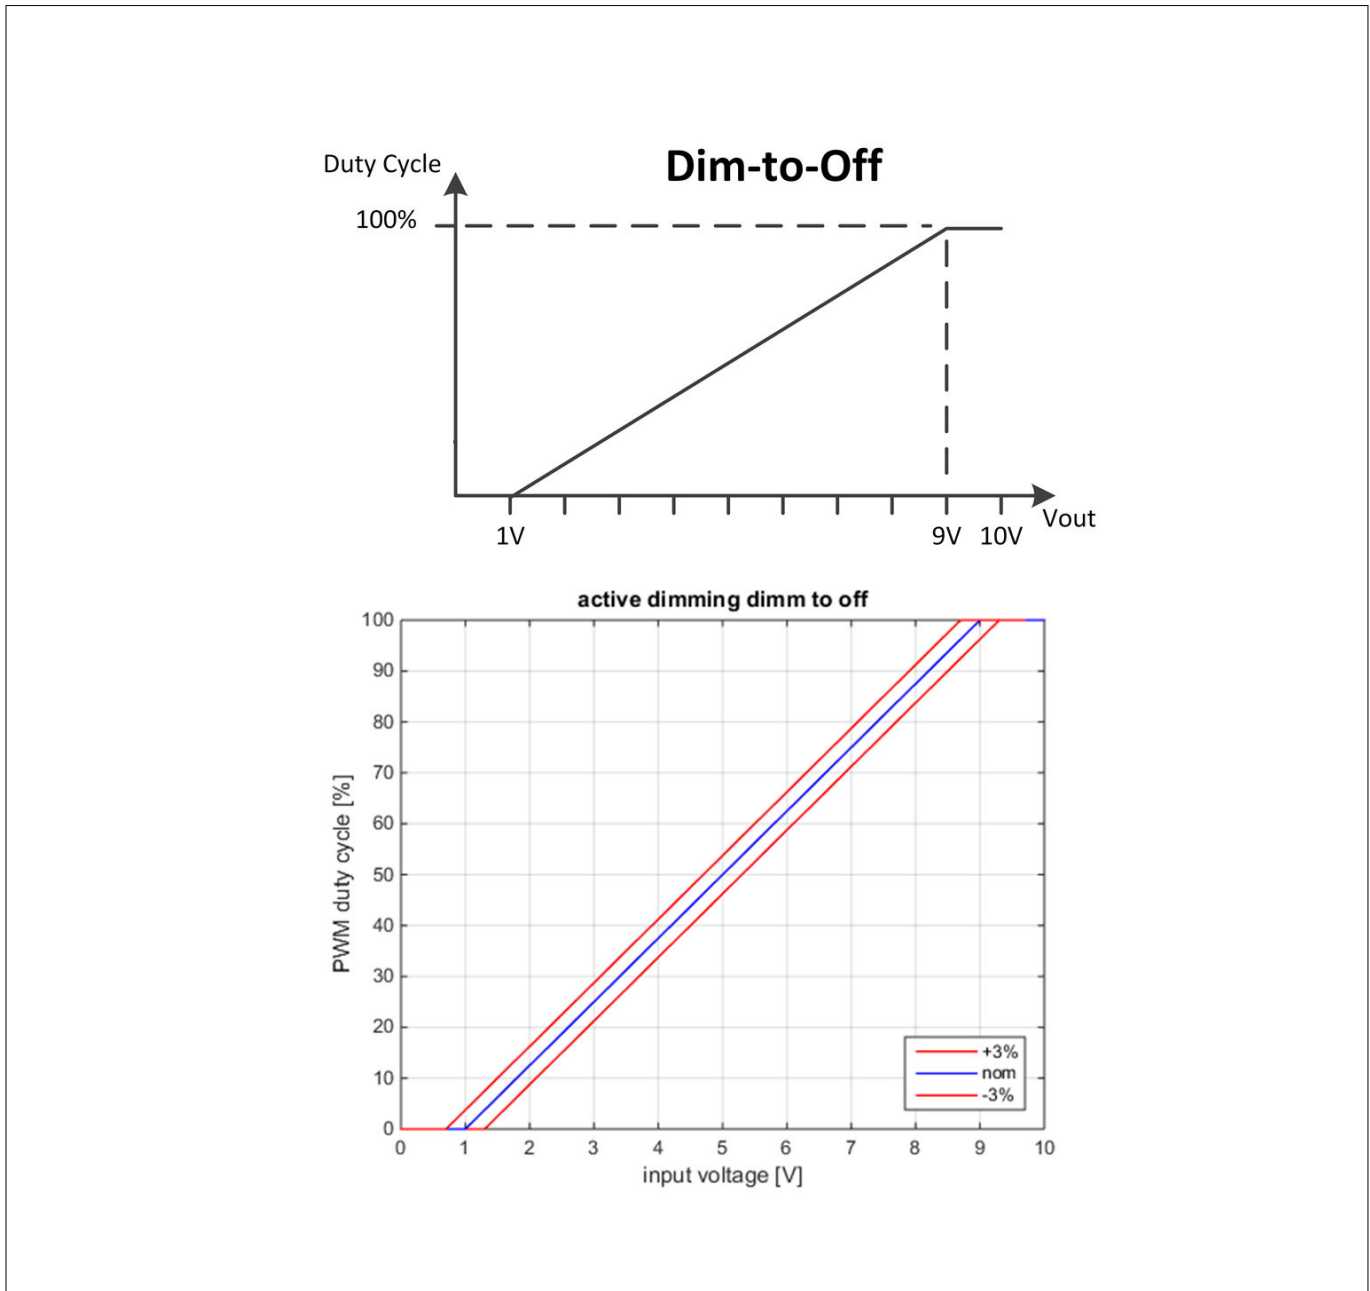 Dim-to-Off
Duty Cycle
100%
1V
9V
10V
Vout
active dimming dimm to off
100
90
80
70
60
50
40
30
20
10
0
PWM duty cycle [%]
0 1 2 3 4 5 6 7 8 9 10
input voltage [V]
+3%
nom
-3%